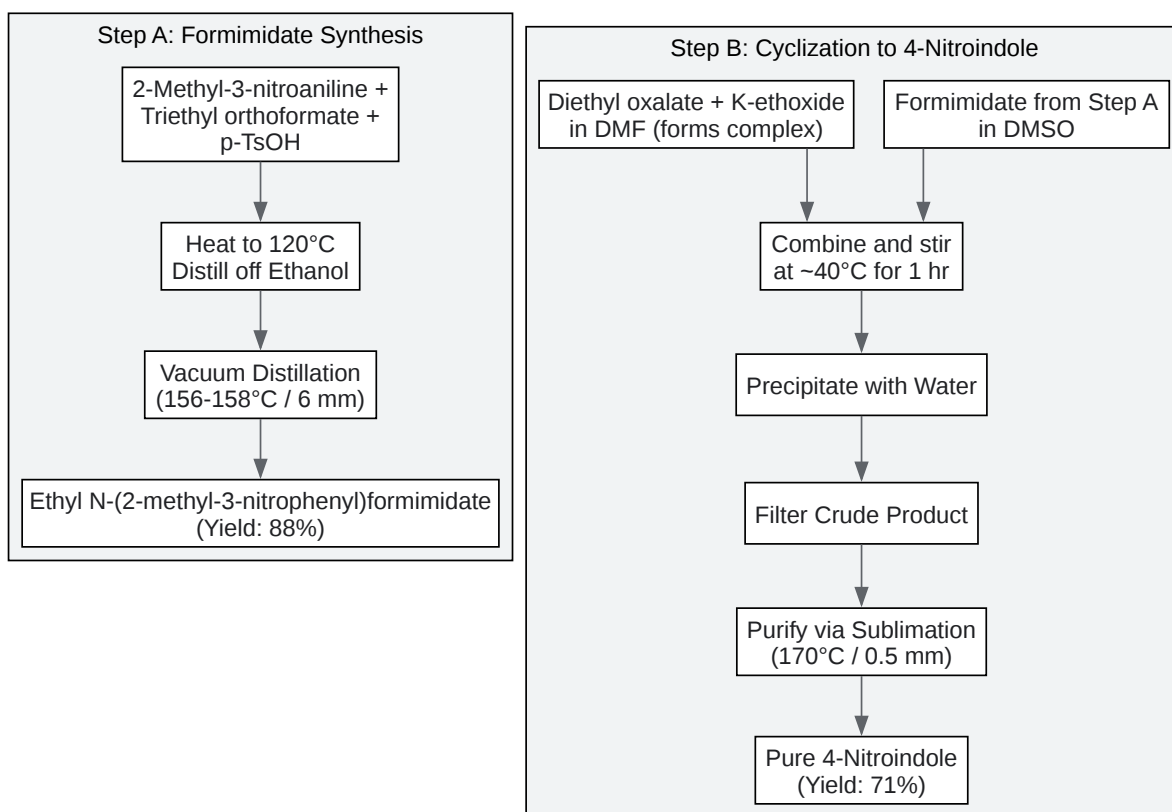 Step A: Formimidate Synthesis
2-Methyl-3-nitroaniline +
Triethyl orthoformate +
p-TsOH
Heat to 120°C
Distill off Ethanol
Vacuum Distillation
(156-158°C / 6 mm)
Ethyl N-(2-methyl-3-nitrophenyl)formimidate
(Yield: 88%)
Step B: Cyclization to 4-Nitroindole
Diethyl oxalate + K-ethoxide
in DMF (forms complex)
Formimidate from Step A
in DMSO
Combine and stir
at ~40°C for 1 hr
Precipitate with Water
Filter Crude Product
Purify via Sublimation
(170°C / 0.5 mm)
Pure 4-Nitroindole
(Yield: 71%)